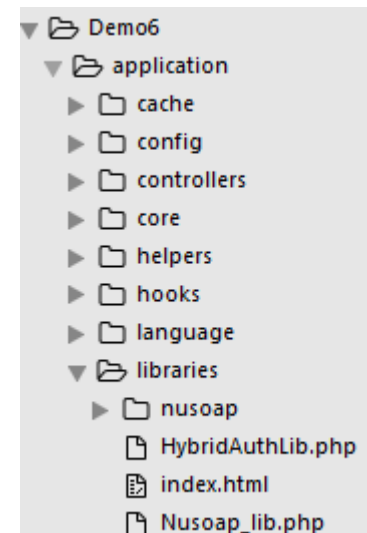 Demo6
application
cache
config
controllers
core
helpers
hooks
language
libraries
nusoap
HybridAuthLib.php
index.html
Nusoap_lib.php